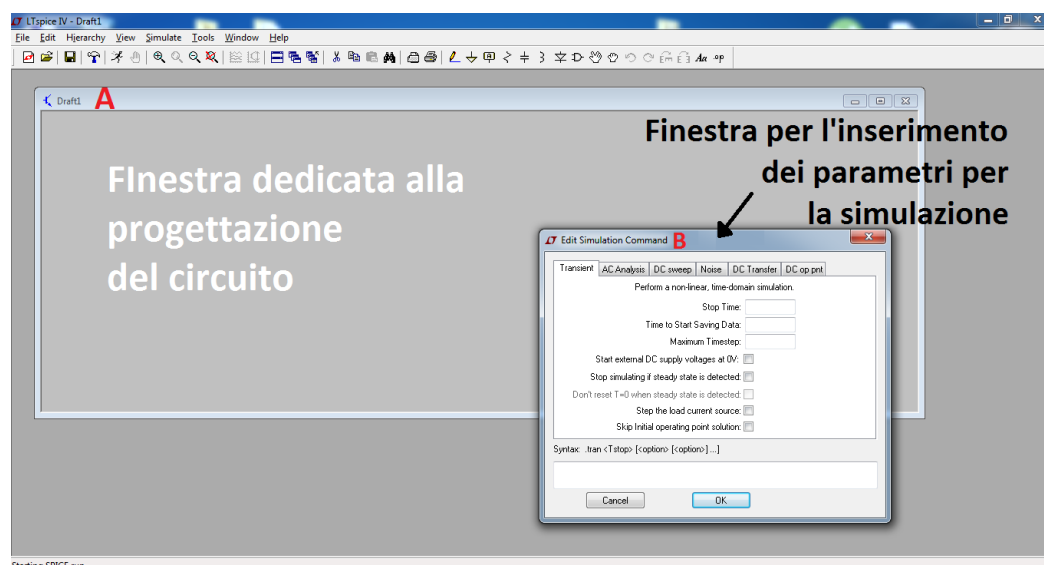 LTspice IV - Draft1
File Edit Hierarchy View Simulate Tools Window Help
Aa .op
Draft1 A
Finestra per l'inserimento
dei parametri per
la simulazione
FInestra dedicata alla
progettazione
del circuito
Edit Simulation Command B
Transient AC Analysis DC sweep Noise DC Transfer DC op pnt
Perform a non-linear, time-domain simulation.
Stop Time:
Time to Start Saving Data:
Maximum Timestep:
Start external DC supply voltages at 0V:
Stop simulating if steady state is detected:
Don't reset T=0 when steady state is detected:
Step the load current source:
Skip Initial operating point solution:
Syntax: .tran <Tstop> [<option> [<option>] ...]
Cancel OK